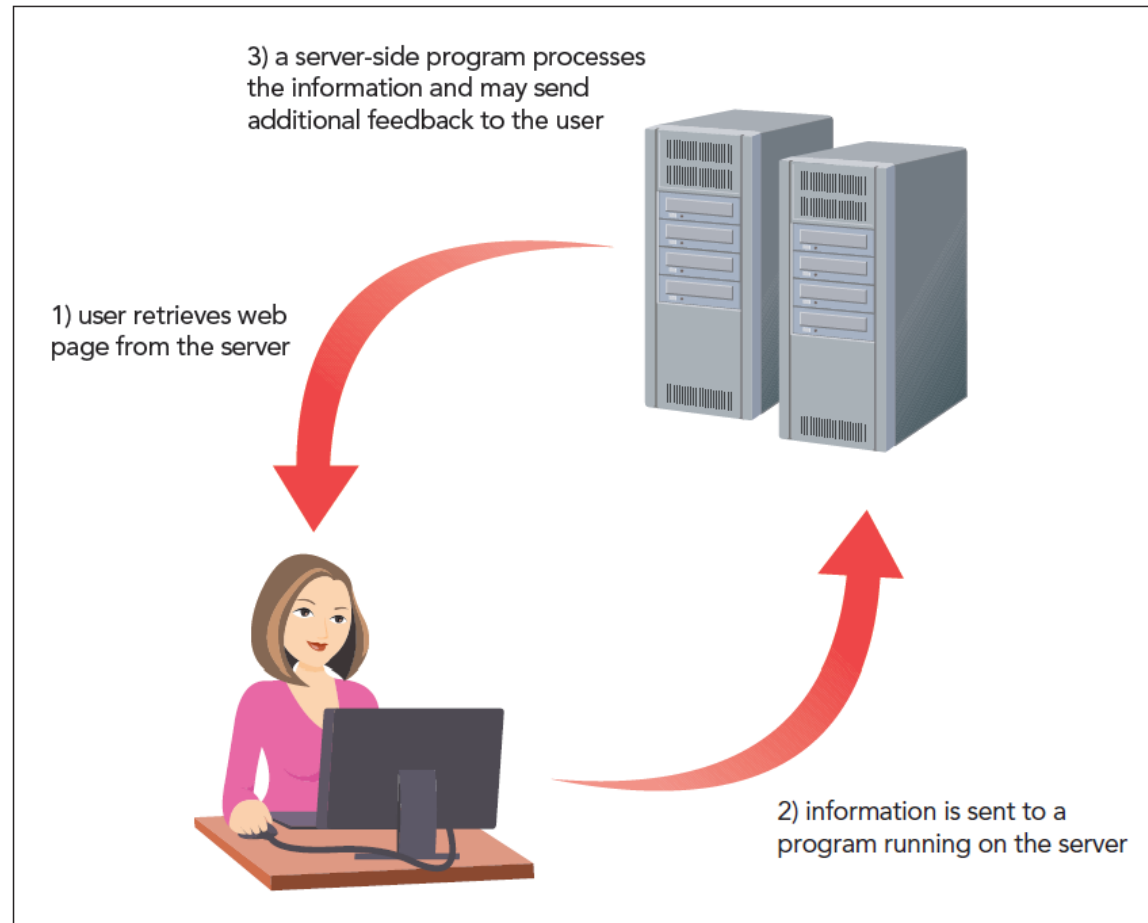 3) a server-side program processes
the information and may send
additional feedback to the user
1) user retrieves web
page from the server
2) information is sent to a
program running on the server